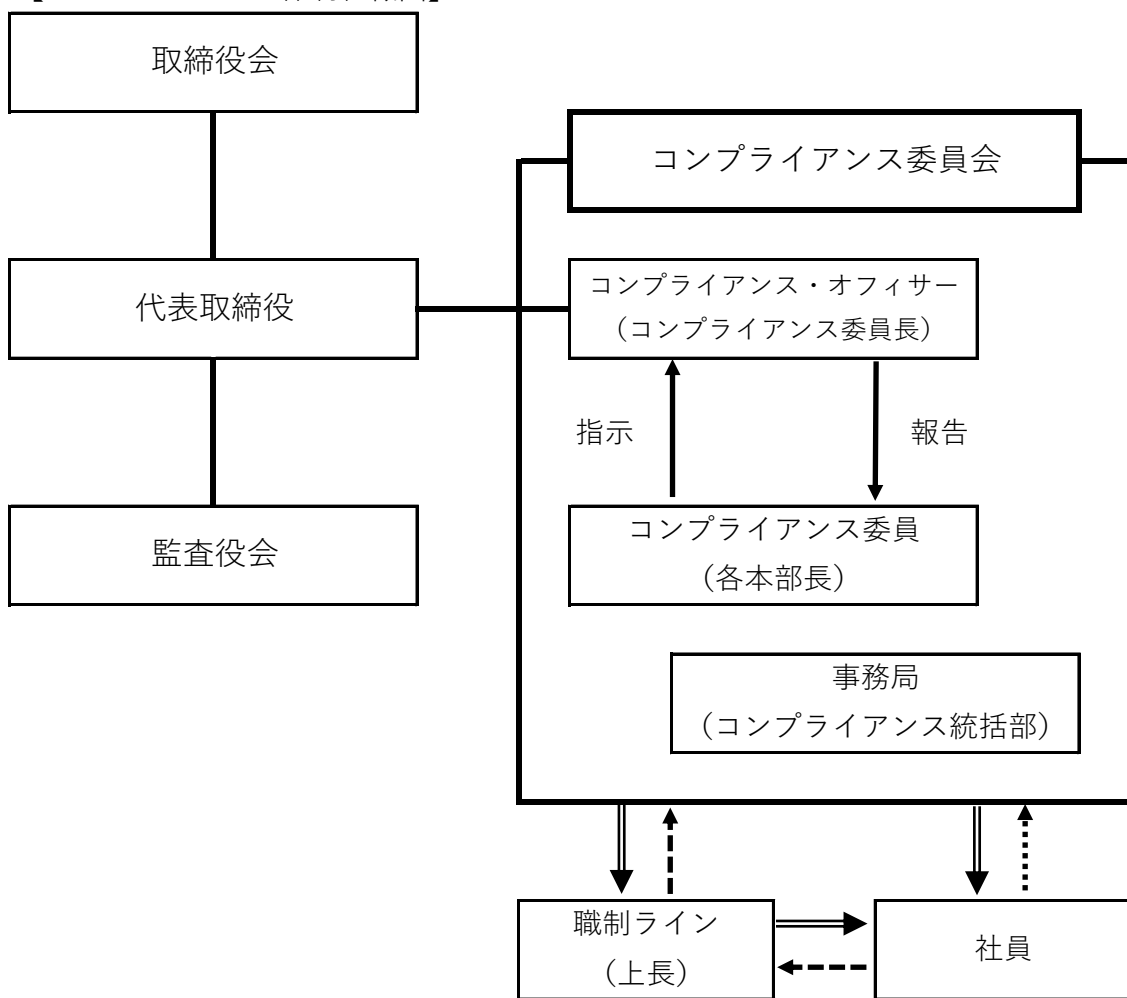 取締役会
コンプライアンス委員会
代表取締役
コンプライアンス・オフィサー
（コンプライアンス委員長）
指示
報告
監査役会
コンプライアンス委員
（各本部長）
事務局
（コンプライアンス統括部）
職制ライン
（上長）
社員